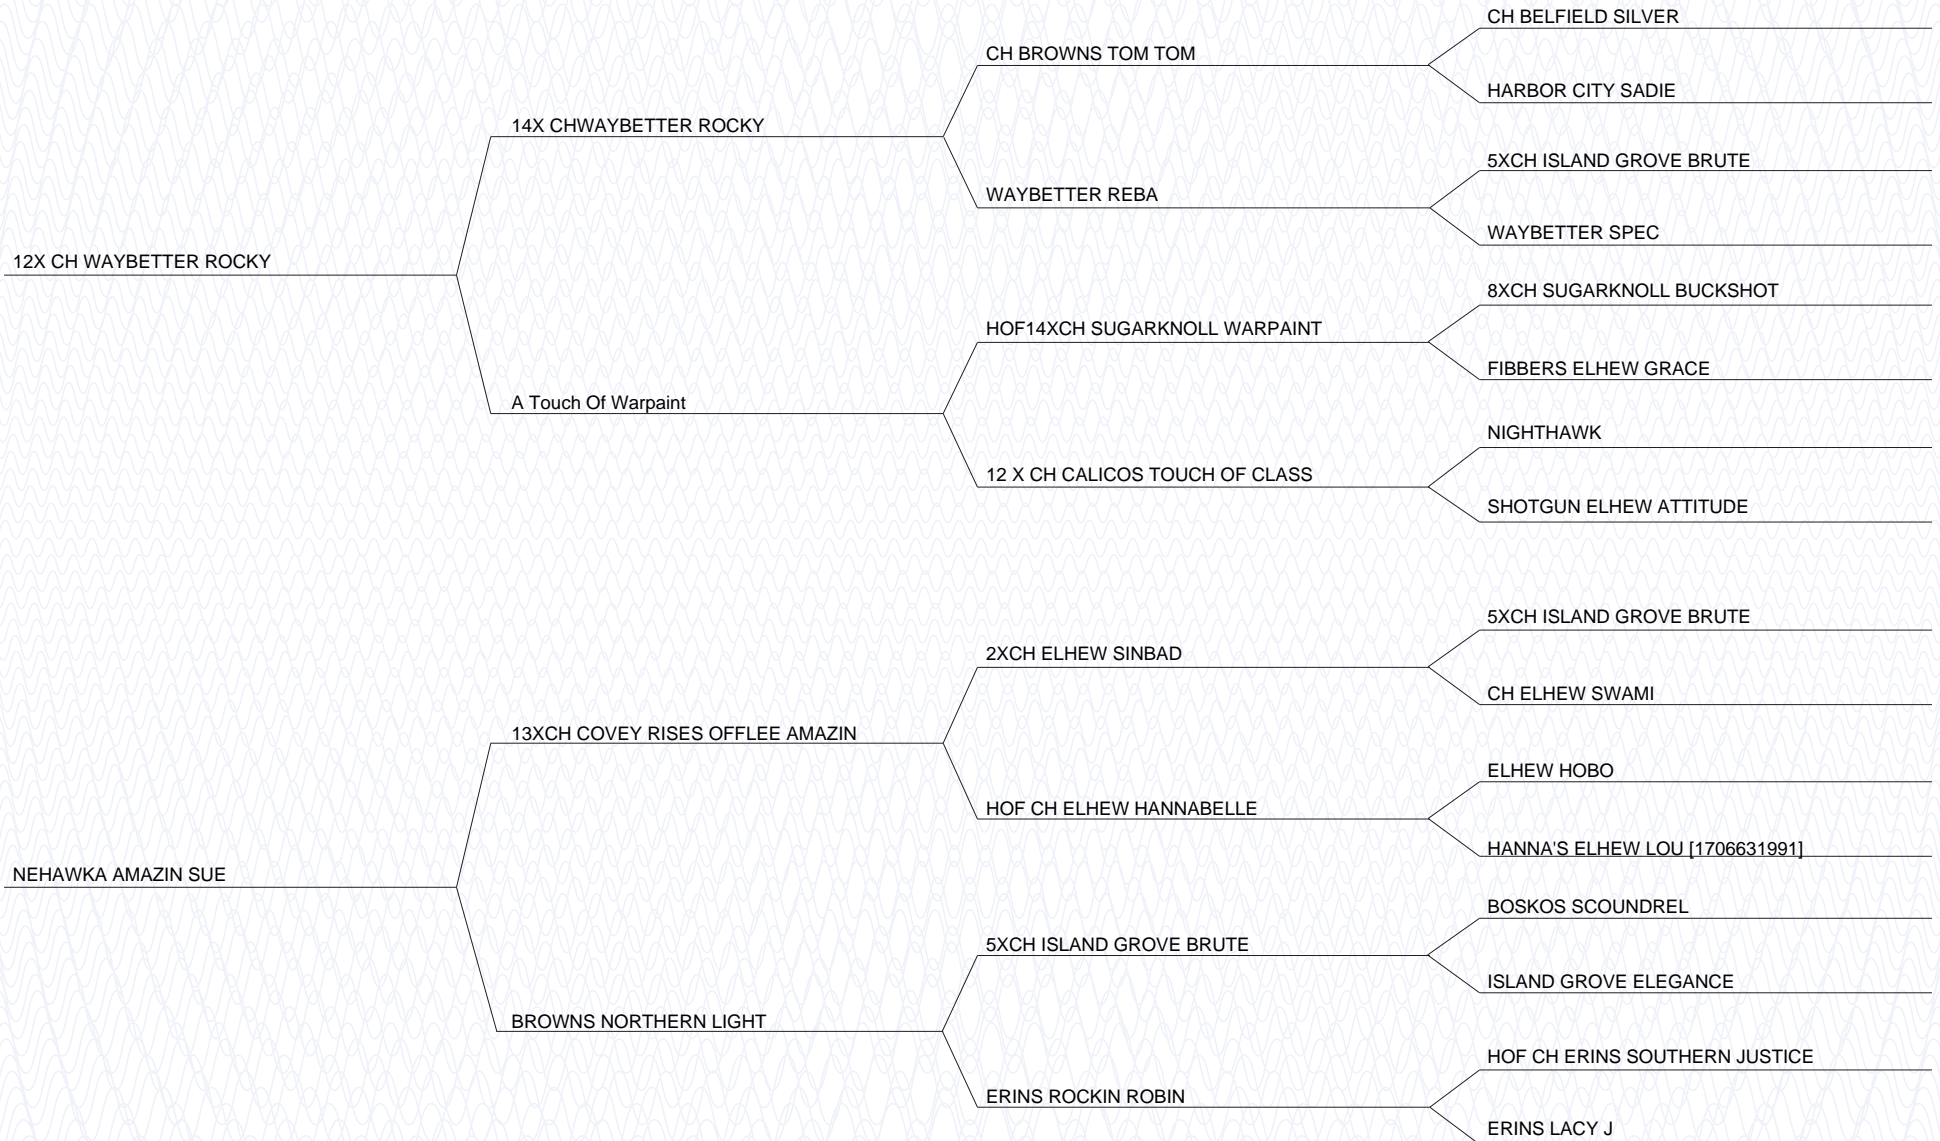 CH BELFIELD SILVER
CH BROWNS TOM TOM
HARBOR CITY SADIE
14X CHWAYBETTER ROCKY
5XCH ISLAND GROVE BRUTE
WAYBETTER REBA
WAYBETTER SPEC
12X CH WAYBETTER ROCKY
8XCH SUGARKNOLL BUCKSHOT
HOF14XCH SUGARKNOLL WARPAINT
FIBBERS ELHEW GRACE
A Touch Of Warpaint
NIGHTHAWK
12 X CH CALICOS TOUCH OF CLASS
SHOTGUN ELHEW ATTITUDE
5XCH ISLAND GROVE BRUTE
2XCH ELHEW SINBAD
CH ELHEW SWAMI
13XCH COVEY RISES OFFLEE AMAZIN
ELHEW HOBO
HOF CH ELHEW HANNABELLE
HANNA'S ELHEW LOU [1706631991]
NEHAWKA AMAZIN SUE
BOSKOS SCOUNDREL
5XCH ISLAND GROVE BRUTE
ISLAND GROVE ELEGANCE
BROWNS NORTHERN LIGHT
HOF CH ERINS SOUTHERN JUSTICE
ERINS ROCKIN ROBIN
ERINS LACY J